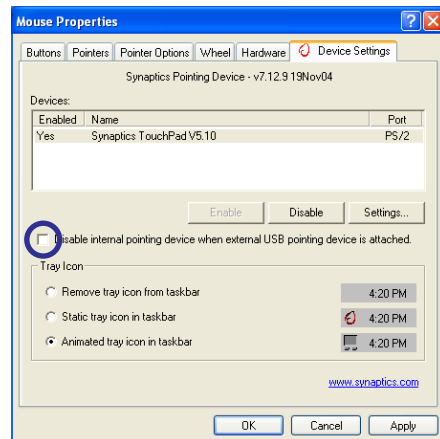 Mouse Properties
Buttons Pointers Pointer Options Wheel Hardware Device Settings
Synaptics Pointing Device - v7.12.9 19Nov04
Devices:
Enabled Name Port
Yes Synaptics TouchPad V5.10 PS/2
Enable Disable Settings...
Disable internal pointing device when external USB pointing device is attached.
Tray Icon
Remove tray icon from taskbar 4:20 PM
Static tray icon in taskbar 4:20 PM
Animated tray icon in taskbar 4:20 PM
www.synaptics.com
OK Cancel Apply